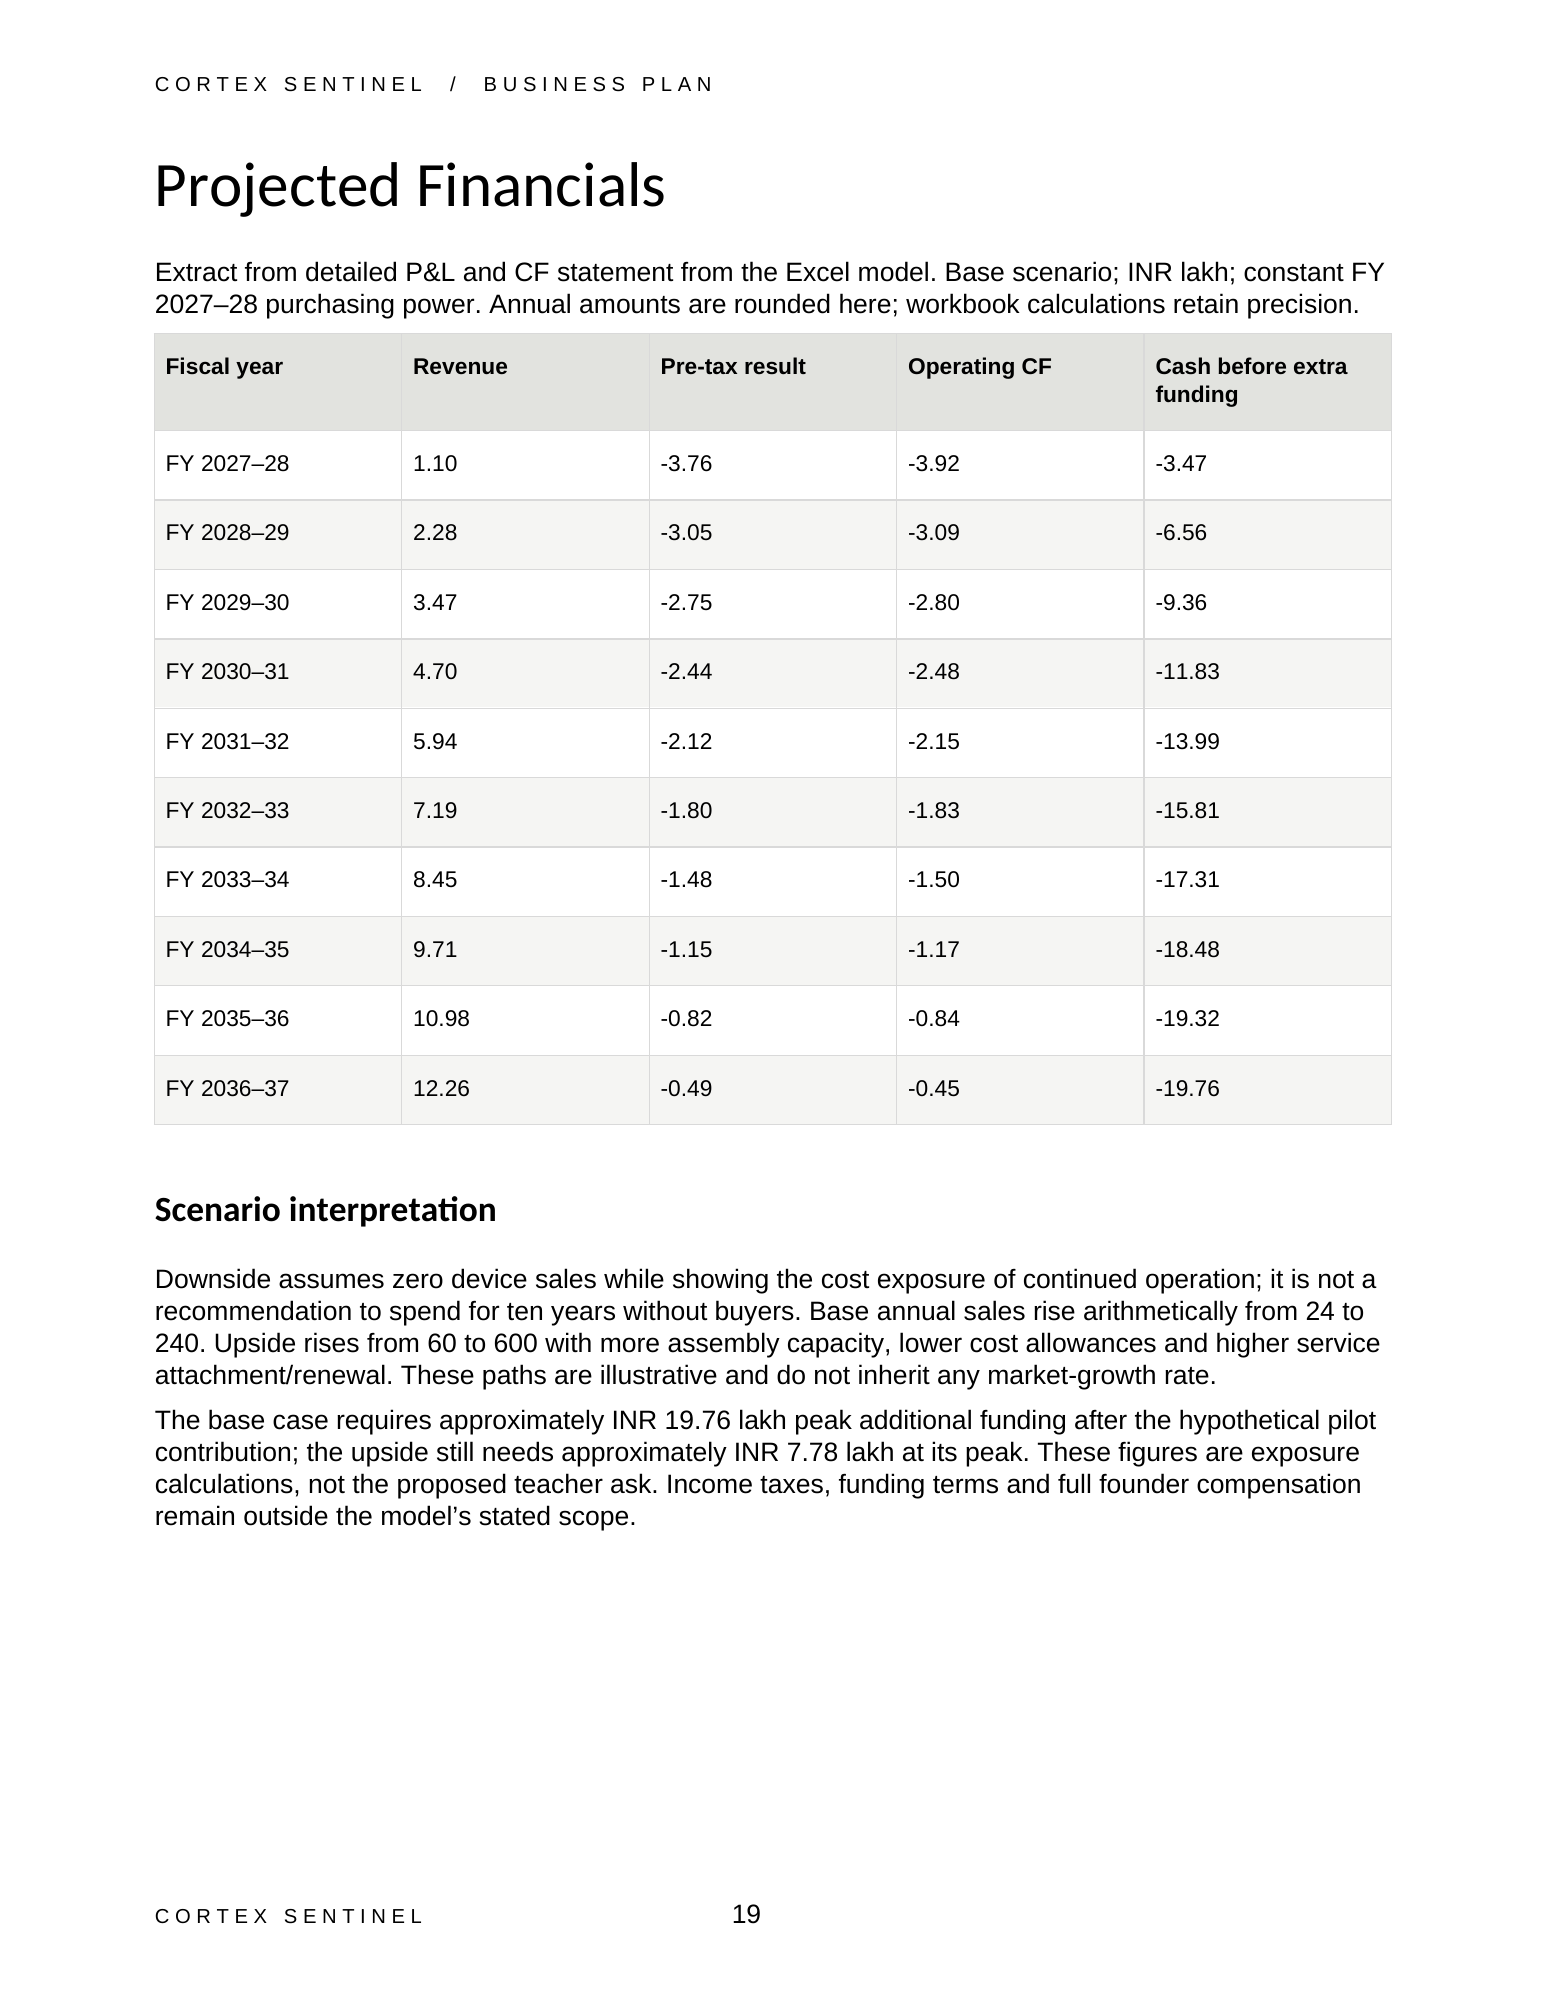 CORTEX SENTINEL / BUSINESS PLAN
Projected Financials
Extract from detailed P&L and CF statement from the Excel model. Base scenario; INR lakh; constant FY
2027–28 purchasing power. Annual amounts are rounded here; workbook calculations retain precision.
Fiscal year Revenue Pre-tax result Operating CF Cash before extra
funding
FY 2027–28 1.10 -3.76 -3.92 -3.47
FY 2028–29 2.28 -3.05 -3.09 -6.56
FY 2029–30 3.47 -2.75 -2.80 -9.36
FY 2030–31 4.70 -2.44 -2.48 -11.83
FY 2031–32 5.94 -2.12 -2.15 -13.99
FY 2032–33 7.19 -1.80 -1.83 -15.81
FY 2033–34 8.45 -1.48 -1.50 -17.31
FY 2034–35 9.71 -1.15 -1.17 -18.48
FY 2035–36 10.98 -0.82 -0.84 -19.32
FY 2036–37 12.26 -0.49 -0.45 -19.76
Scenario interpretation
Downside assumes zero device sales while showing the cost exposure of continued operation; it is not a
recommendation to spend for ten years without buyers. Base annual sales rise arithmetically from 24 to
240. Upside rises from 60 to 600 with more assembly capacity, lower cost allowances and higher service
attachment/renewal. These paths are illustrative and do not inherit any market-growth rate.
The base case requires approximately INR 19.76 lakh peak additional funding after the hypothetical pilot
contribution; the upside still needs approximately INR 7.78 lakh at its peak. These figures are exposure
calculations, not the proposed teacher ask. Income taxes, funding terms and full founder compensation
remain outside the model’s stated scope.
CORTEX SENTINEL 19